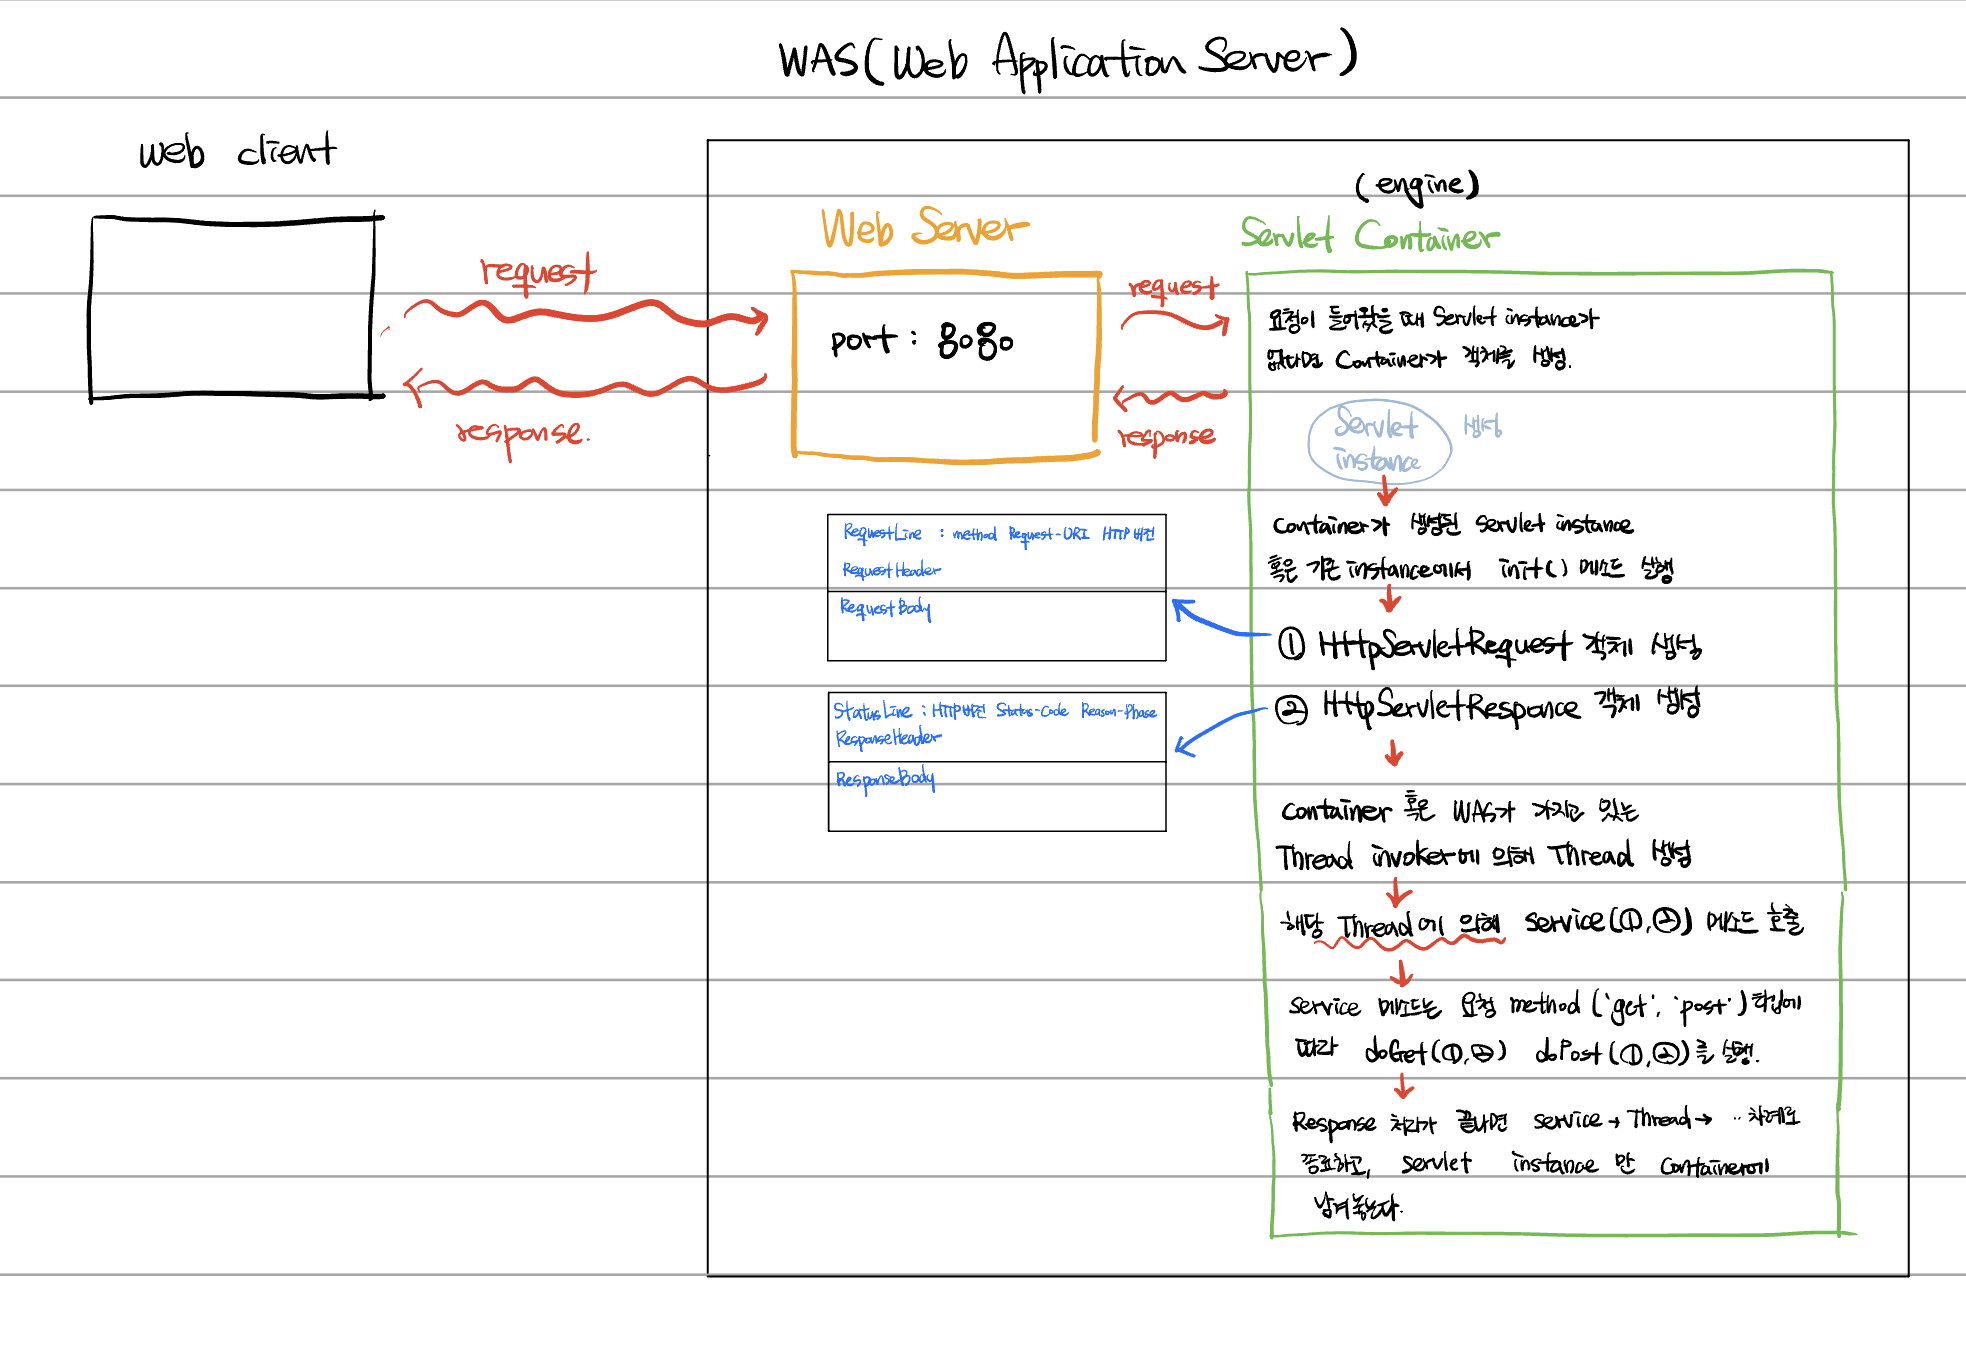 WAS(Web Application Server)
web client
(engine)
Web Server
Servlet Container
request
request
port : 8080
response.
response
요청이 들어왔을 때 Servlet instance가
없다면 Container가 객체를 생성.
Servlet
instance
생성
Container가 생성된 Servlet instance
혹은 기존 instance에서 init() 메소드 실행
RequestLine : method Request-URI HTTP버전
RequestHeader
RequestBody
① HttpServletRequest 객체 생성
② HttpServletResponce 객체 생성
StatusLine : HTTP버전 Status-Code Reason-Phase
ResponseHeader
ResponseBody
Container 혹은 WAS가 가지고 있는
Thread invoker에 의해 Thread 생성
해당 Thread에 의해 Service(①,②) 메소드 호출
Service 메소드는 요청 method ('get', 'post') 타입에
따라 doGet(①,②) doPost(①,②)를 실행.
Response 처리가 끝나면 Service → Thread → ·· 차례로
종료하고, Servlet instance 만 Container에
남겨놓는다.